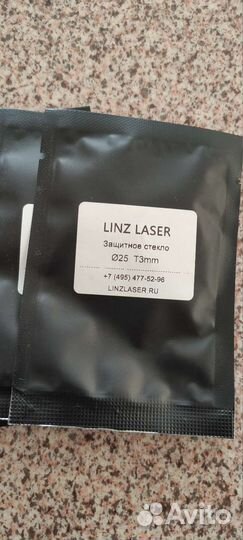 LINZ LASER
Защитное стекло
Ø25 T3mm
+7 (495) 477-52-96
LINZLASER RU
Avito